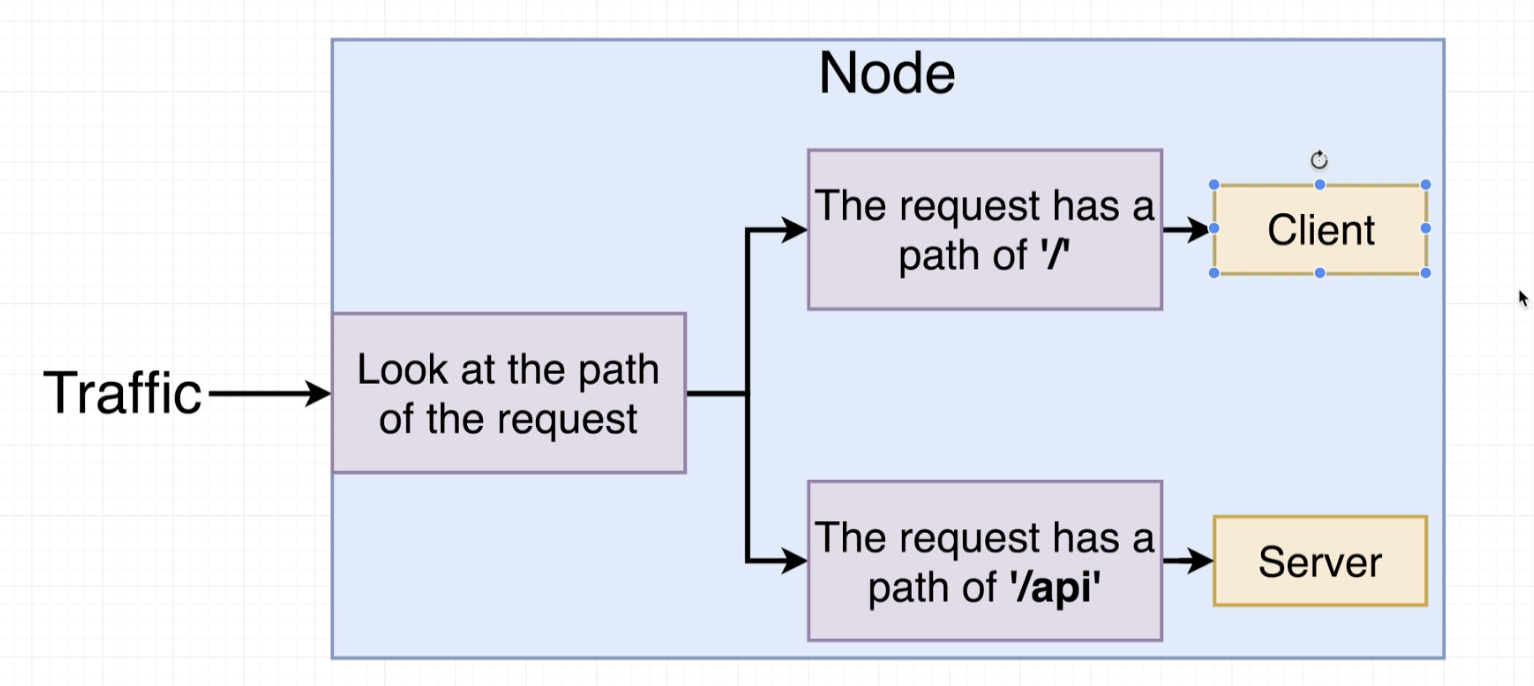 Node
The request has a
path of '/'
Client
Traffic
Look at the path
of the request
The request has a
path of '/api'
Server